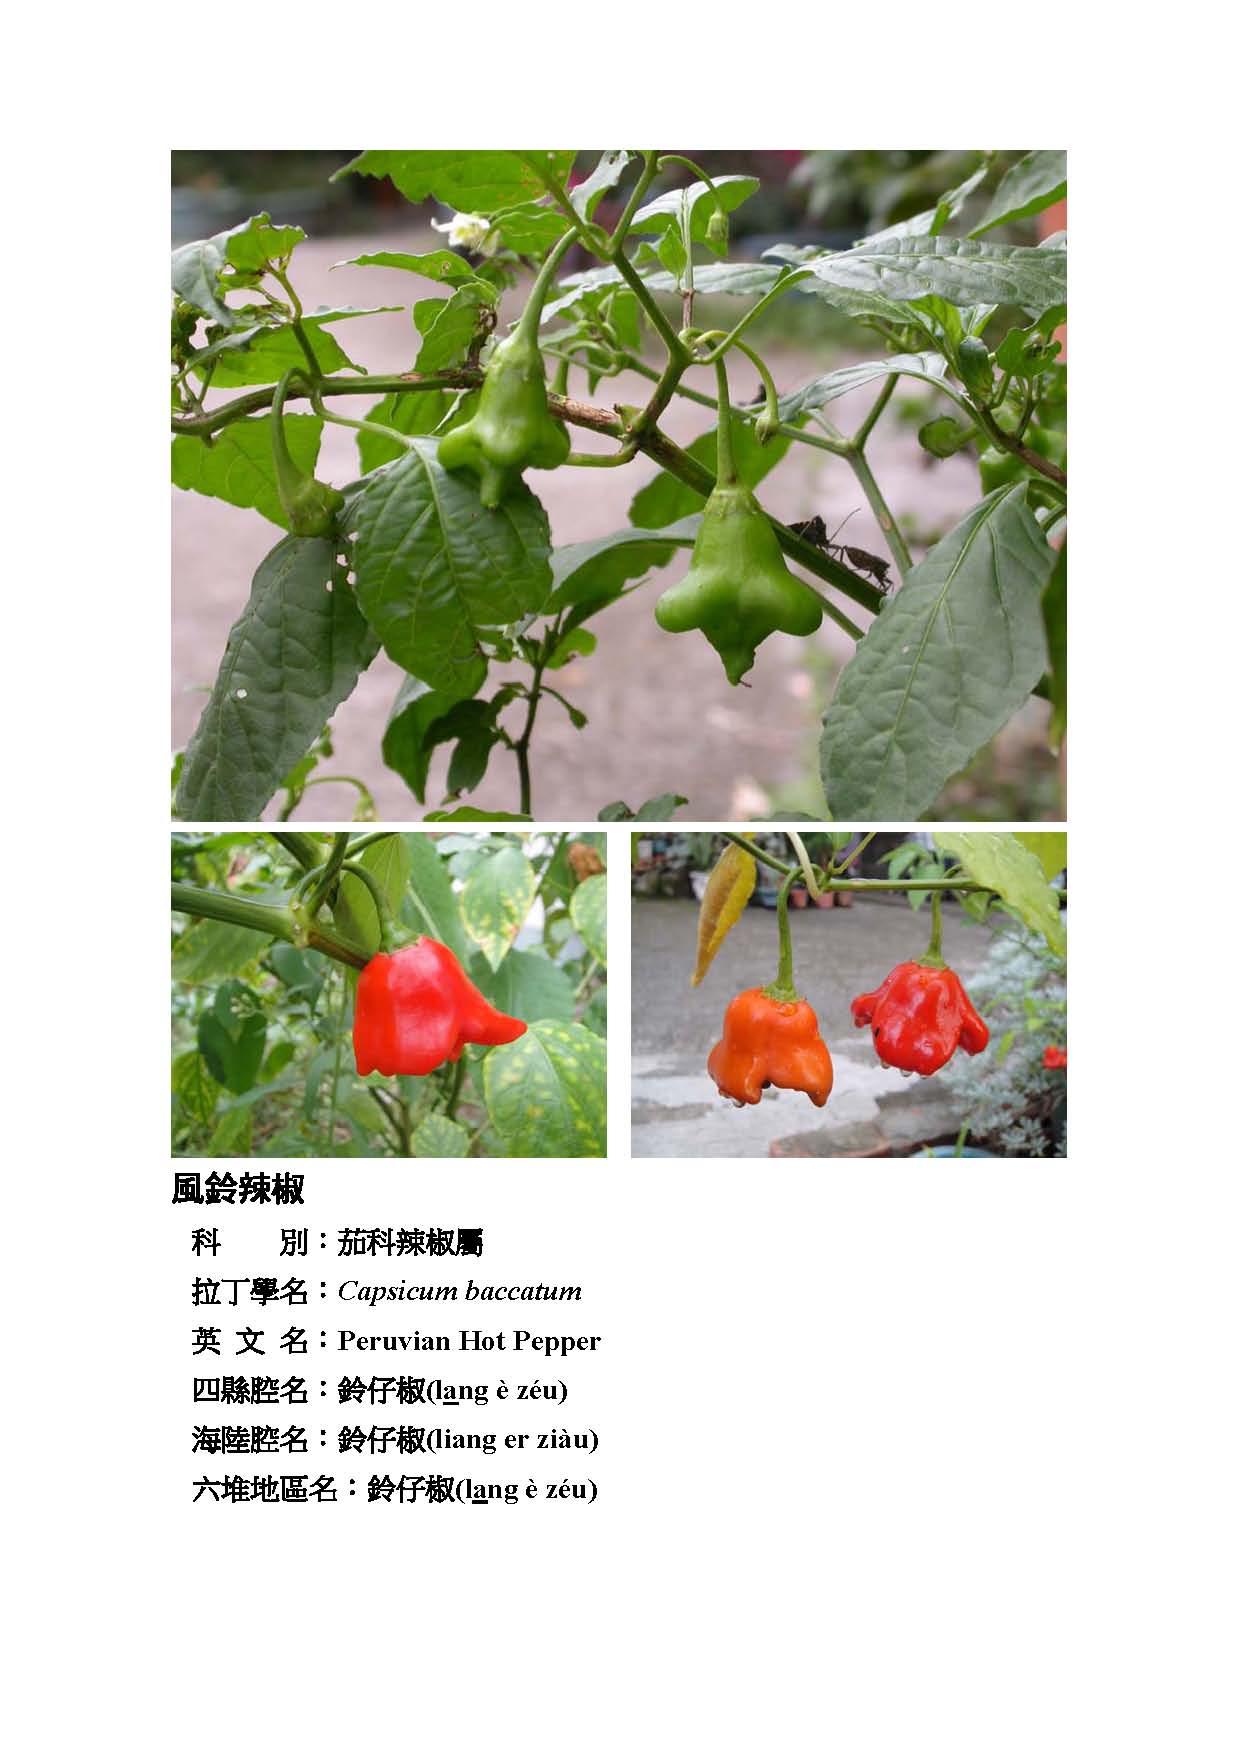 風鈴辣椒
科　　別：茄科辣椒屬
拉丁學名：Capsicum baccatum
英 文 名：Peruvian Hot Pepper
四縣腔名：鈴仔椒(lang è zéu)
海陸腔名：鈴仔椒(liang er ziàu)
六堆地區名：鈴仔椒(lang è zéu)